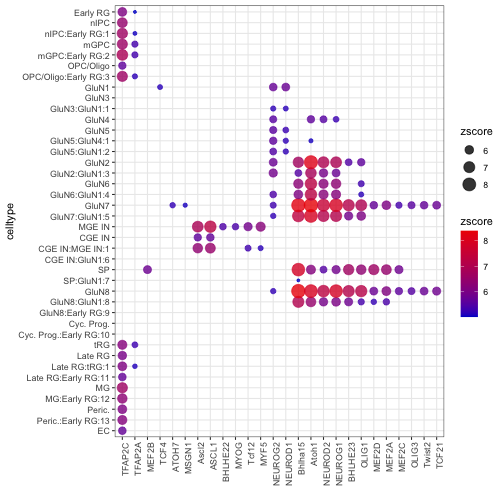 Early RG
nIPC
nIPC:Early RG:1
mGPC
mGPC:Early RG:2
OPC/Oligo
OPC/Oligo:Early RG:3
GluN1
GluN3
GluN3:GluN1:1
GluN4
GluN5
GluN5:GluN4:1
GluN5:GluN1:2
GluN2
GluN2:GluN1:3
GluN6
GluN6:GluN1:4
GluN7
GluN7:GluN1:5
MGE IN
CGE IN
CGE IN:MGE IN:1
CGE IN:GluN1:6
SP
SP:GluN1:7
GluN8
GluN8:GluN1:8
GluN8:Early RG:9
Cyc. Prog.
Cyc. Prog.:Early RG:10
tRG
Late RG
Late RG:tRG:1
Late RG:Early RG:11
MG
MG:Early RG:12
Peric.
Peric.:Early RG:13
EC
celltype
TFAP2C
TFAP2A
MEF2B
TCF4
ATOH7
MSGN1
Ascl2
ASCL1
BHLHE22
MYOG
Tcf12
MYF5
NEUROG2
NEUROD1
Bhlha15
Atoh1
NEUROD2
NEUROG1
BHLHE23
OLIG1
MEF2D
MEF2A
MEF2C
OLIG3
Twist2
TCF21
zscore
6
7
8
zscore
8
7
6